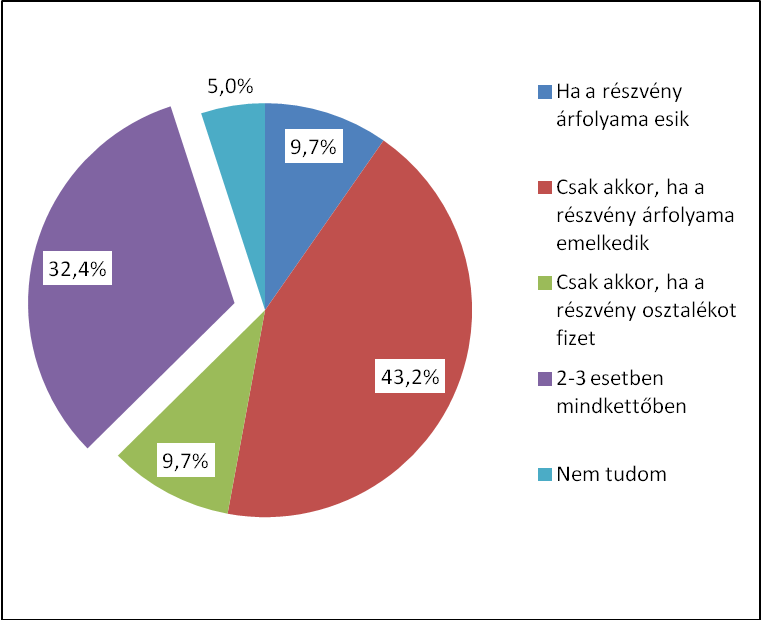 5,0%
9,7%
32,4%
43,2%
9,7%
Ha a részvény
árfolyama esik
Csak akkor, ha a
részvény árfolyama
emelkedik
Csak akkor, ha a
részvény osztalékot
fizet
2-3 esetben
mindkettőben
Nem tudom